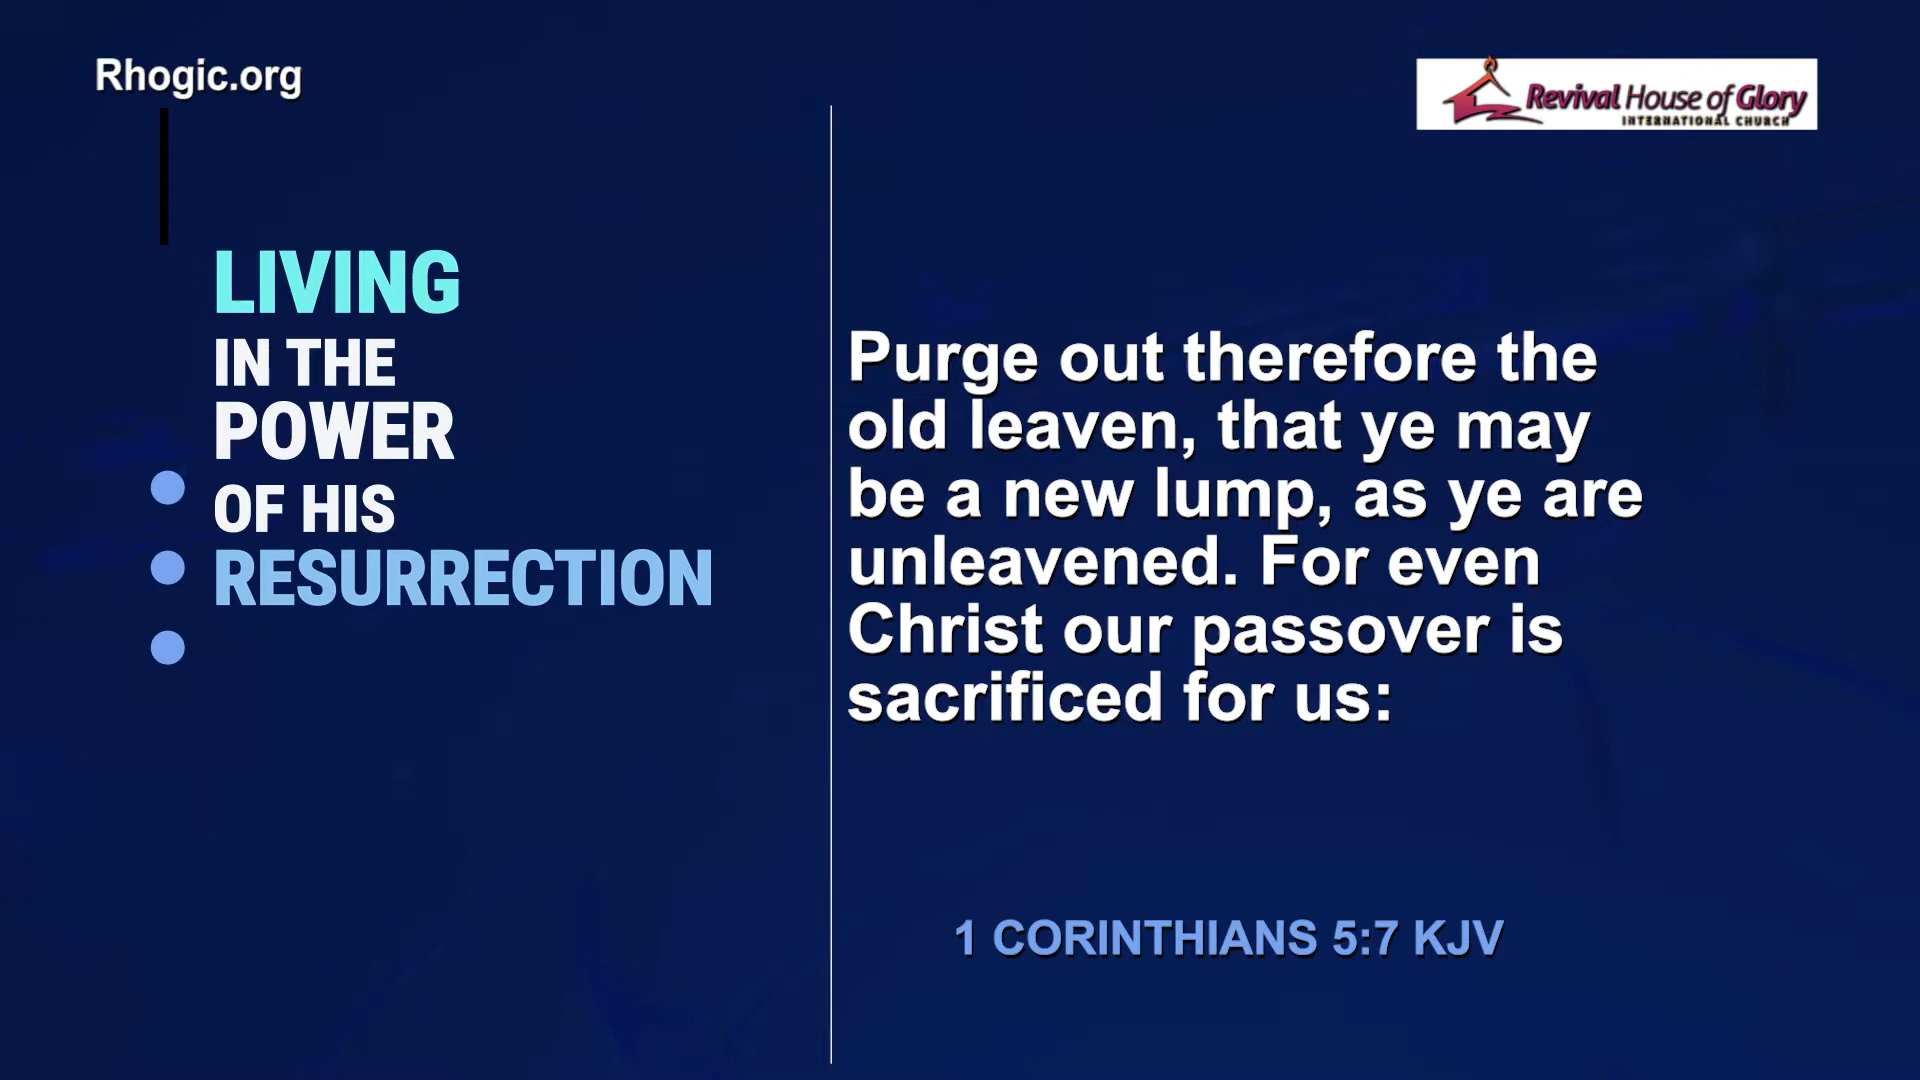 Rhogic.org
Revival House of Glory
INTERNATIONAL CHURCH
LIVING
IN THE
POWER
OF HIS
RESURRECTION
Purge out therefore the
old leaven, that ye may
be a new lump, as ye are
unleavened. For even
Christ our passover is
sacrificed for us:
1 CORINTHIANS 5:7 KJV